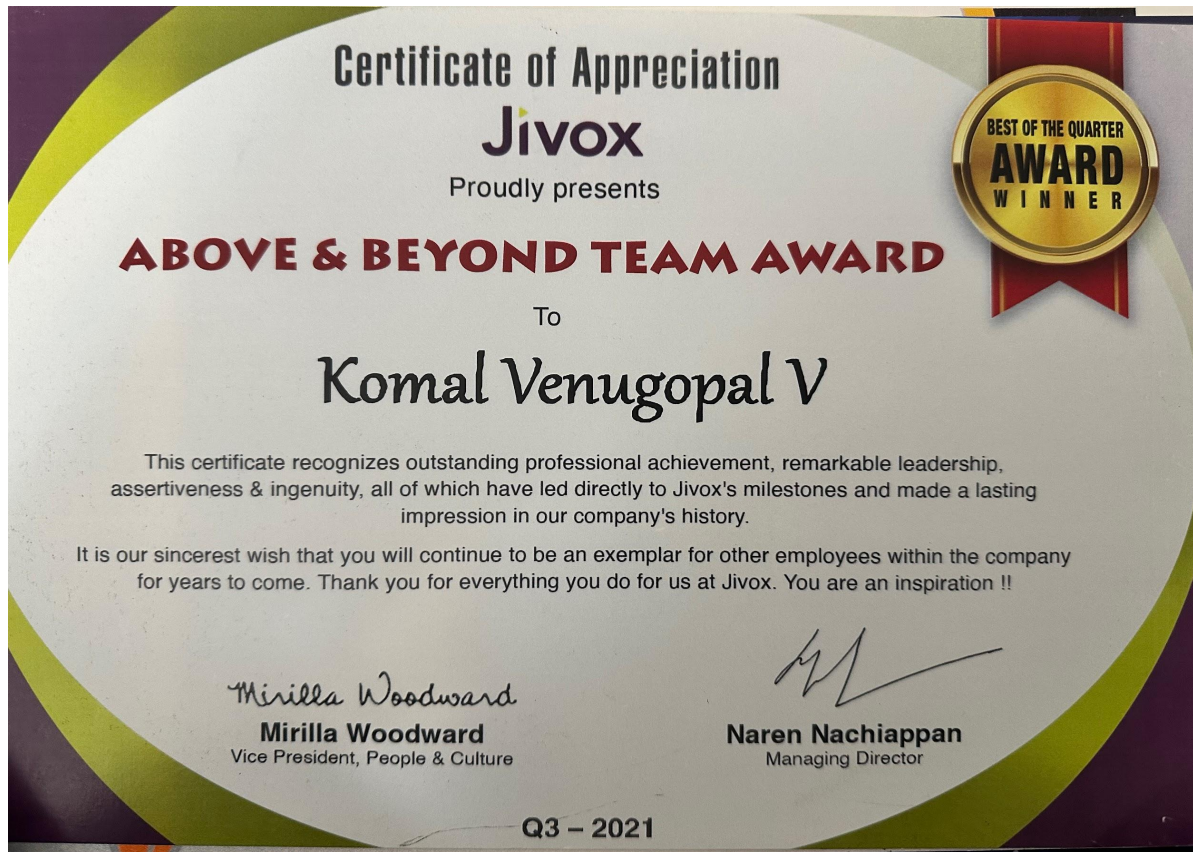 Certificate of Appreciation
Jivox
Proudly presents
BEST OF THE QUARTER
AWARD
WINNER
ABOVE & BEYOND TEAM AWARD
To
Komal Venugopal V
This certificate recognizes outstanding professional achievement, remarkable leadership,
assertiveness & ingenuity, all of which have led directly to Jivox's milestones and made a lasting
impression in our company's history.
It is our sincerest wish that you will continue to be an exemplar for other employees within the company
for years to come. Thank you for everything you do for us at Jivox. You are an inspiration !!
Mirilla Woodward
Mirilla Woodward
Vice President, People & Culture
Naren Nachiappan
Managing Director
Q3 – 2021